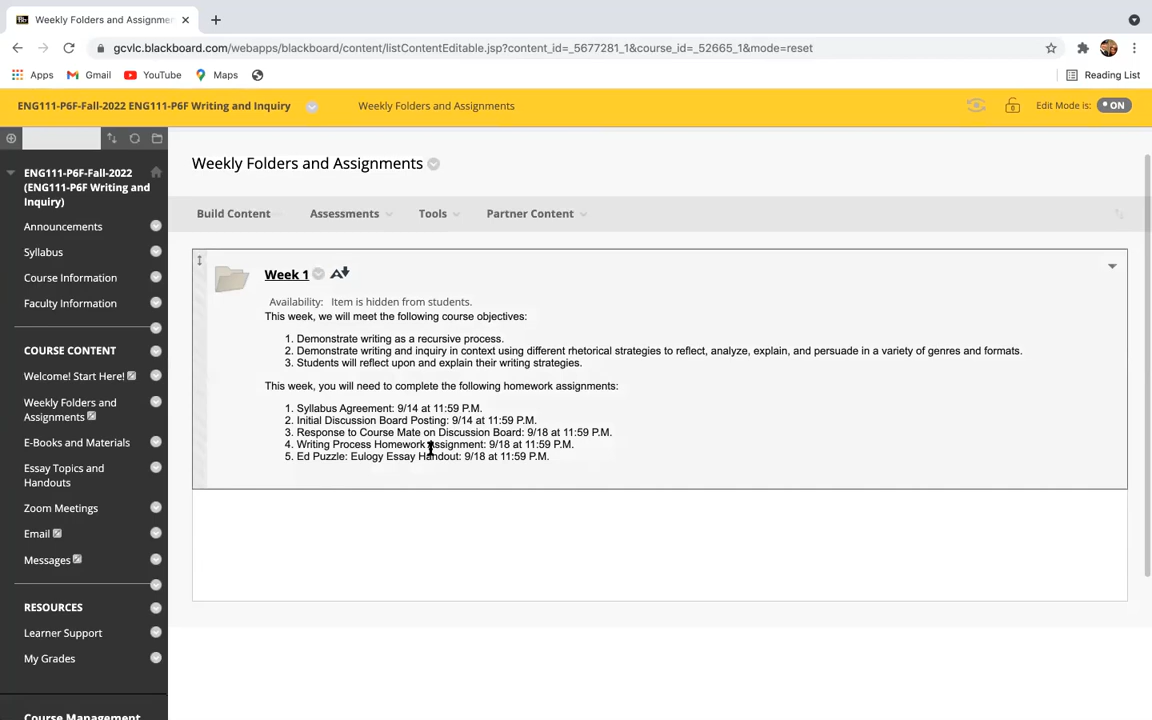 Weekly Folders and Assignmen
gcvlc.blackboard.com/webapps/blackboard/content/listContentEditable.jsp?content_id=_5677281_1&course_id=_52665_1&mode=reset
Apps Gmail YouTube Maps Reading List
ENG111-P6F-Fall-2022 ENG111-P6F Writing and Inquiry Weekly Folders and Assignments Edit Mode is: ON
ENG111-P6F-Fall-2022
(ENG111-P6F Writing and
Inquiry)
Announcements
Syllabus
Course Information
Faculty Information
COURSE CONTENT
Welcome! Start Here!
Weekly Folders and
Assignments
E-Books and Materials
Essay Topics and
Handouts
Zoom Meetings
Email
Messages
RESOURCES
Learner Support
My Grades
Course Management
Weekly Folders and Assignments
Build Content Assessments Tools Partner Content
Week 1
Availability: Item is hidden from students.
This week, we will meet the following course objectives:
1. Demonstrate writing as a recursive process.
2. Demonstrate writing and inquiry in context using different rhetorical strategies to reflect, analyze, explain, and persuade in a variety of genres and formats.
3. Students will reflect upon and explain their writing strategies.
This week, you will need to complete the following homework assignments:
1. Syllabus Agreement: 9/14 at 11:59 P.M.
2. Initial Discussion Board Posting: 9/14 at 11:59 P.M.
3. Response to Course Mate on Discussion Board: 9/18 at 11:59 P.M.
4. Writing Process Homework Assignment: 9/18 at 11:59 P.M.
5. Ed Puzzle: Eulogy Essay Handout: 9/18 at 11:59 P.M.